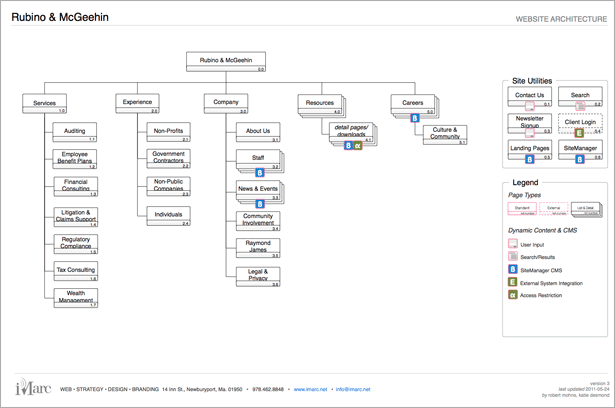 Rubino & McGeehin
WEBSITE ARCHITECTURE
Rubino & McGeehin
0.0
Services
1.0
Auditing
1.1
Employee
Benefit Plans
1.2
Financial
Consulting
1.3
Litigation &
Claims Support
1.4
Regulatory
Compliance
1.5
Tax Consulting
1.6
Wealth
Management
1.7
Experience
2.0
Non-Profits
2.1
Government
Contractors
2.2
Non-Public
Companies
2.3
Individuals
2.4
Company
3.0
About Us
3.1
Staff
3.2
News & Events
3.3
Community
Involvement
3.4
Raymond
James
3.5
Legal &
Privacy
3.6
Resources
4.0
detail pages/
downloads
4.1
Careers
5.0
Culture &
Community
5.1
Site Utilities
Contact Us
0.1
Search
0.2
Newsletter
Signup
0.3
Client Login
0.4
Landing Pages
0.5
SiteManager
0.6
Legend
Page Types
Standard
External
List & Detail
Dynamic Content & CMS
User Input
Search/Results
SiteManager CMS
External System Integration
Access Restriction
iMarc
WEB • STRATEGY • DESIGN • BRANDING 14 Inn St., Newburyport, Ma. 01950 • 978.462.8848 • www.imarc.net • info@imarc.net
version 3
last updated 2011-05-24
by robert mohns, katie desmond